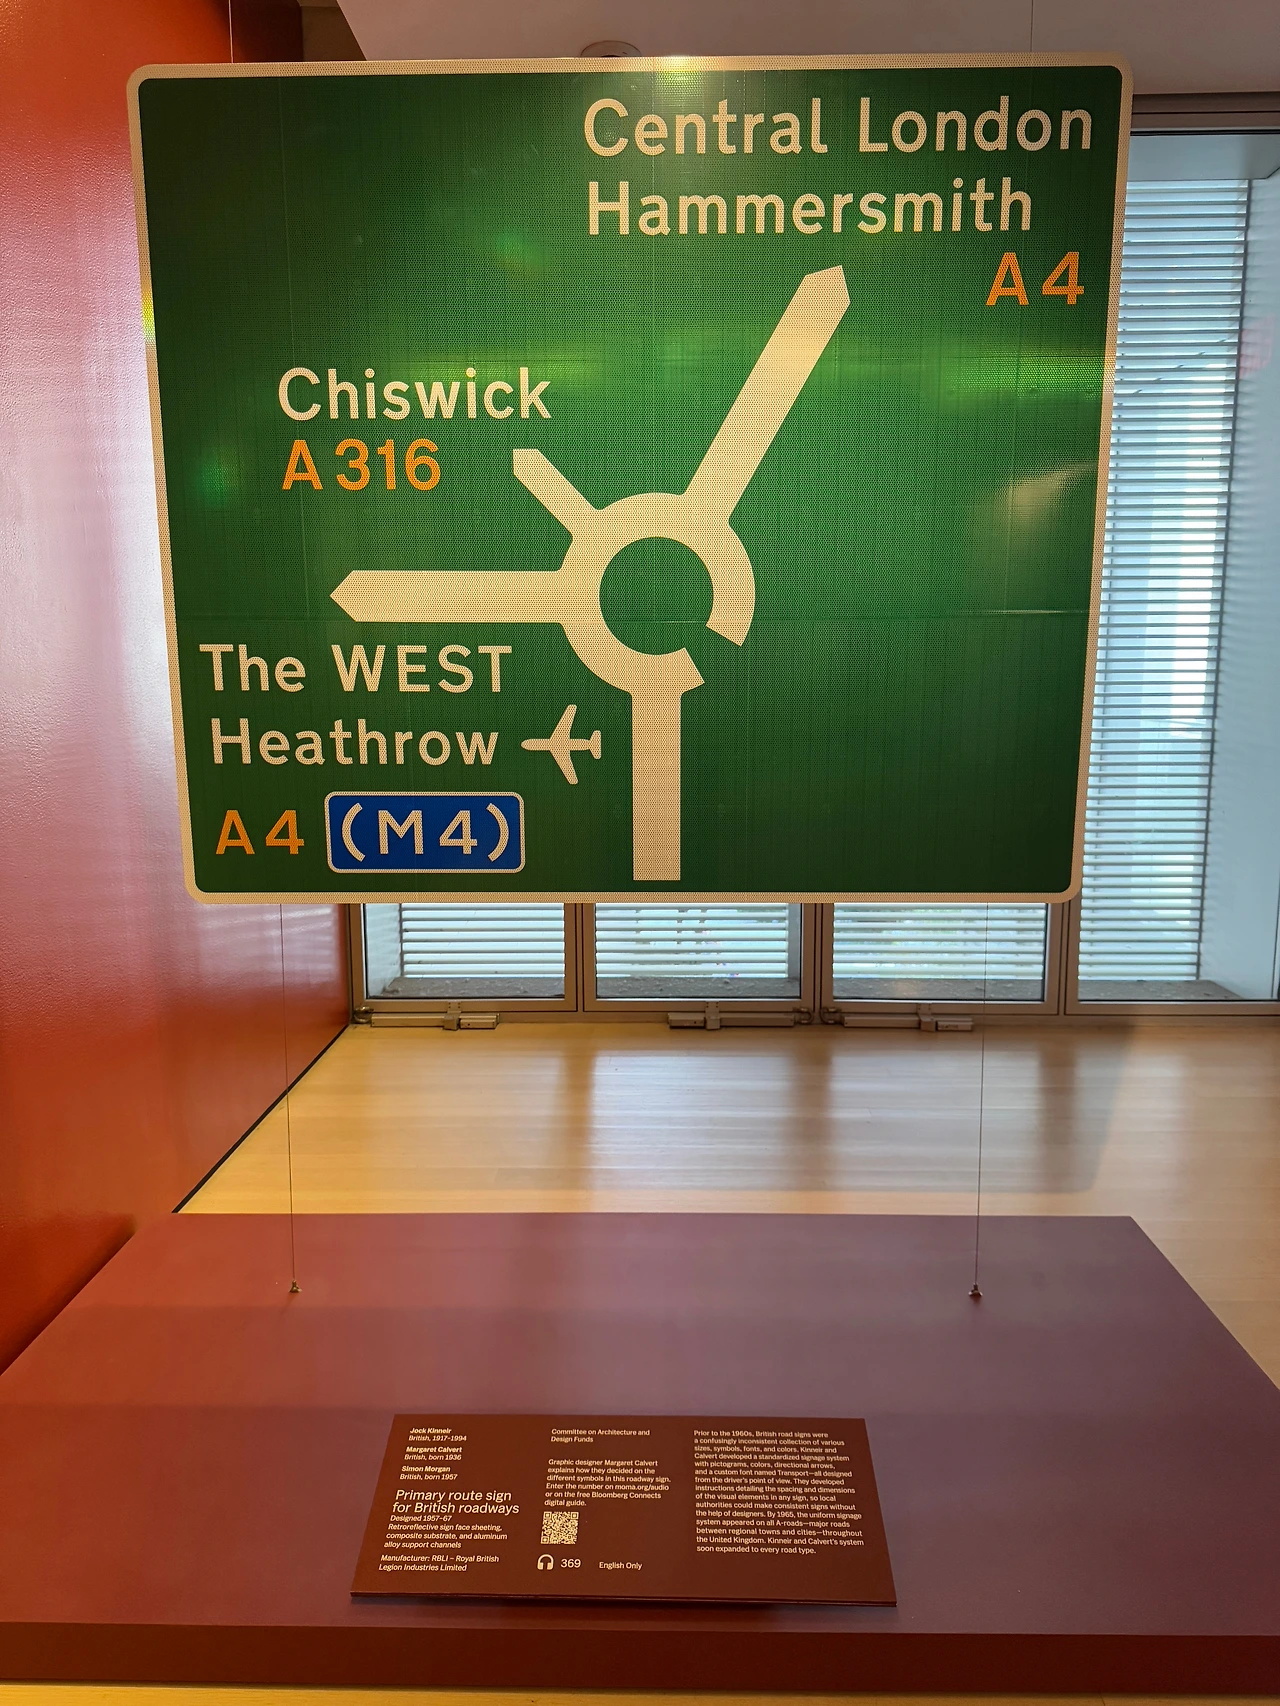 Central London
Hammersmith
A4
Chiswick
A316
The WEST
Heathrow
A4 (M4)
Jock Kinneir
British, 1917–1994
Margaret Calvert
British, born 1936
Simon Morgan
British, born 1957
Primary route sign
for British roadways
Designed 1957–67
Retroreflective sign face sheeting,
composite substrate, and aluminum
alloy support channels
Manufacturer: RBLI – Royal British
Legion Industries Limited
Committee on Architecture and
Design Funds
Graphic designer Margaret Calvert
explains how they decided on the
different symbols in this roadway sign.
Enter the number on moma.org/audio
or on the free Bloomberg Connects
digital guide.
369 English Only
Prior to the 1960s, British road signs were
a confusingly inconsistent collection of various
sizes, symbols, fonts, and colors. Kinneir and
Calvert developed a standardized signage system
with pictograms, colors, directional arrows,
and a custom font named Transport—all designed
from the driver's point of view. They developed
instructions detailing the spacing and dimensions
of the visual elements in any sign, so local
authorities could make consistent signs without
the help of designers. By 1965, the uniform signage
system appeared on all A-roads—major roads
between regional towns and cities—throughout
the United Kingdom. Kinneir and Calvert's system
soon expanded to every road type.